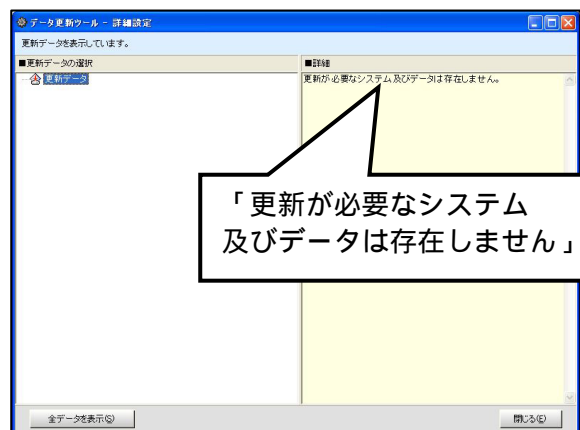 データ更新ツール - 詳細設定
更新データを表示しています。
■更新データの選択
■詳細
更新データ
更新が必要なシステム及びデータは存在しません。
「更新が必要なシステム
及びデータは存在しません」
全データを表示(S)
閉じる(E)